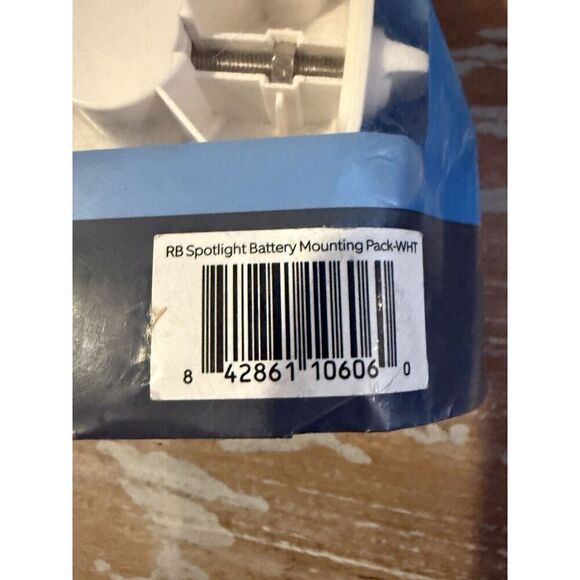 RB Spotlight Battery Mounting Pack-WHT
8 42861 10606 0